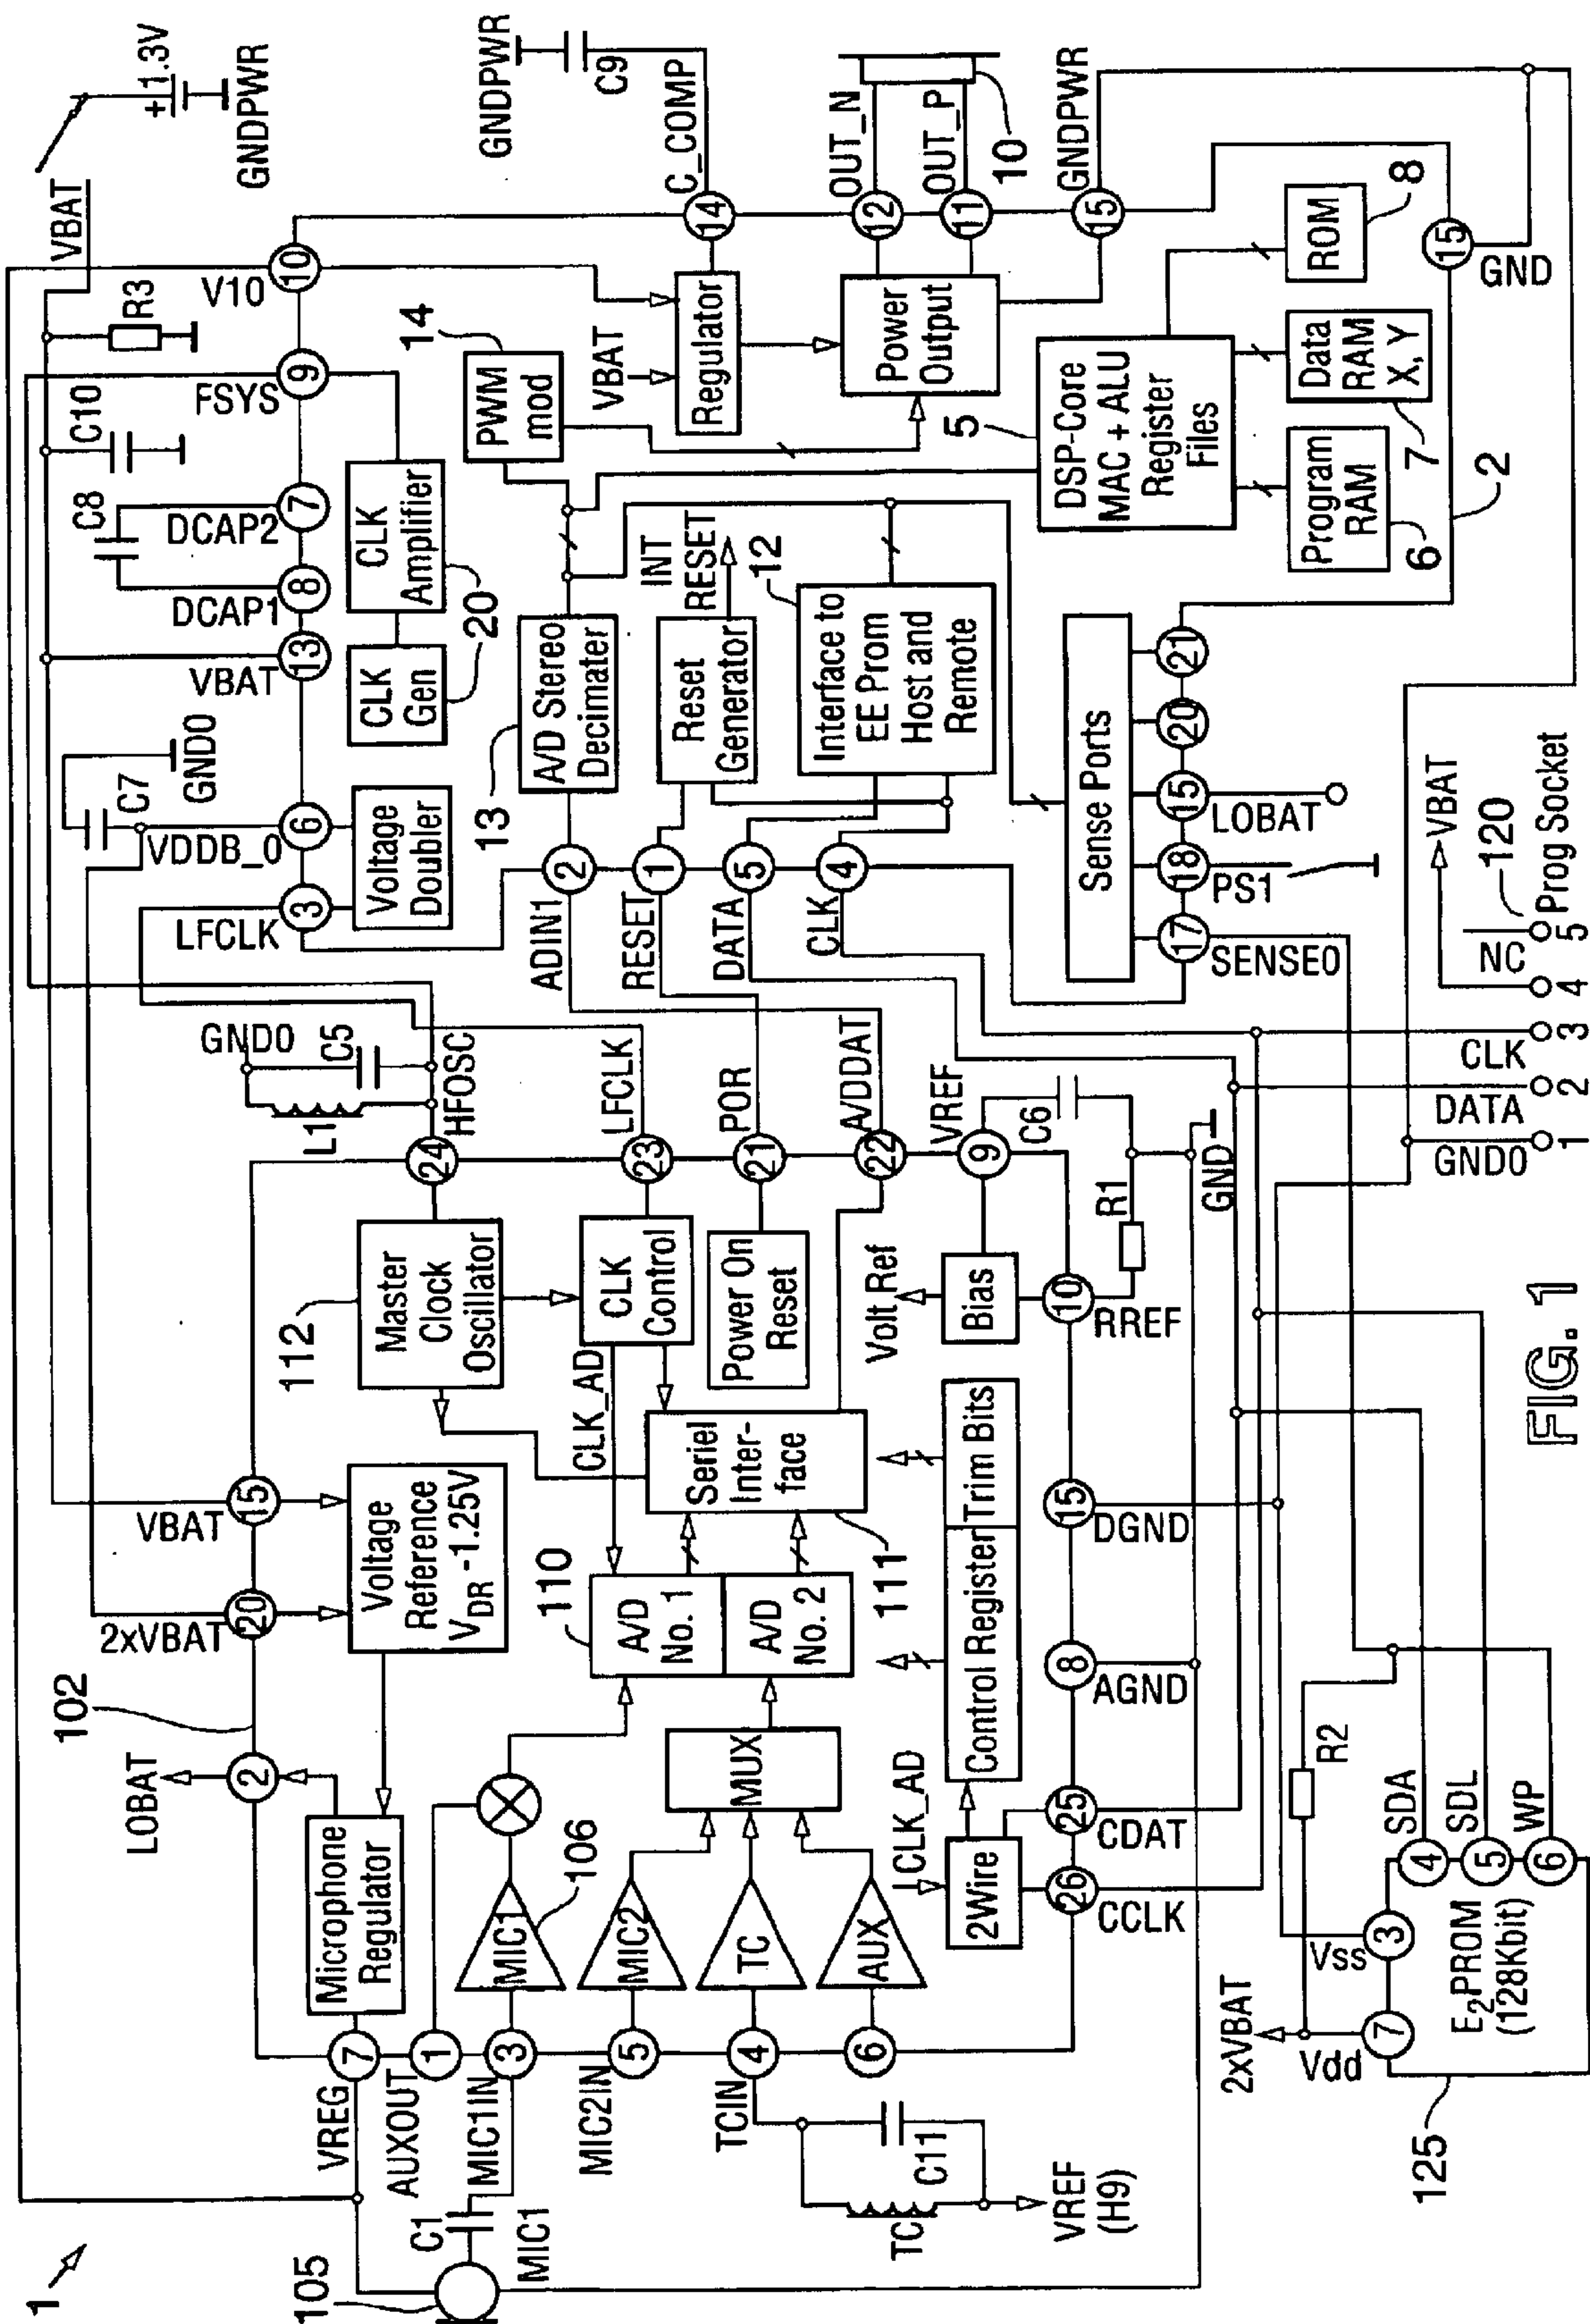 1
105
C1
MIC1
VREG
7
AUXOUT
1
MIC1IN
3
MIC2IN
5
TCIN
4
6
TC
C11
VREF
(H9)
LOBAT
2
102
2xVBAT
20
VBAT
15
Microphone
Regulator
Voltage
Reference
VDR -1.25V
MIC1
106
MIC2
TC
AUX
MUX
A/D
No. 1
110
A/D
No. 2
111
Seriel
Inter-
face
CLK_AD
112
Master
Clock
Oscillator
CLK
Control
Power On
Reset
CLK_AD
2Wire
Control Register
Trim Bits
Volt Ref
Bias
26
CCLK
25
CDAT
8
AGND
15
DGND
10
RREF
R1
GND
9
VREF
C6
24
HFOSC
23
LFCLK
21
POR
22
A/DDAT
L1
GND0
C5
LFCLK
3
VDDB_0
6
C7
GND0
VBAT
13
DCAP1
8
DCAP2
7
C8
C10
FSYS
9
R3
V10
10
VBAT
+ 1.3V
GNDPWR
Voltage
Doubler
CLK
Gen
CLK
Amplifier
20
ADIN1
2
RESET
1
DATA
5
CLK
4
13
A/D Stereo
Decimater
Reset
Generator
INT
RESET
Interface to
EE Prom
Host and
Remote
12
PWM
mod
14
VBAT
Regulator
14
C_COMP
C9
GNDPWR
Power
Output
12
OUT_N
11
OUT_P
10
15
GNDPWR
5
DSP-Core
MAC + ALU
Register
Files
Program
RAM
6
Data
RAM
X, Y
7
ROM
8
2
15
GND
Sense Ports
17
SENSE0
18
PS1
15
LOBAT
20
21
2xVBAT
Vdd
7
Vss
3
R2
SDA
4
SDL
5
WP
6
E2PROM
(128Kbit)
125
GND0
1
DATA
2
CLK
3
4
NC
5
VBAT
120
Prog Socket
FIG. 1